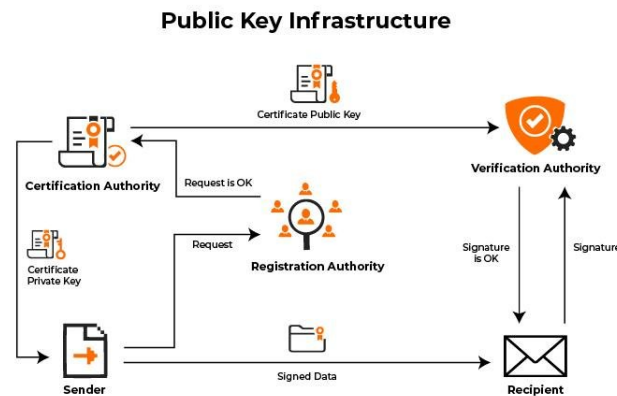 Public Key Infrastructure
Certificate Public Key
Certification Authority
Request is OK
Verification Authority
Certificate
Private Key
Request
Registration Authority
Signature
is OK
Signature
Signed Data
Sender
Recipient